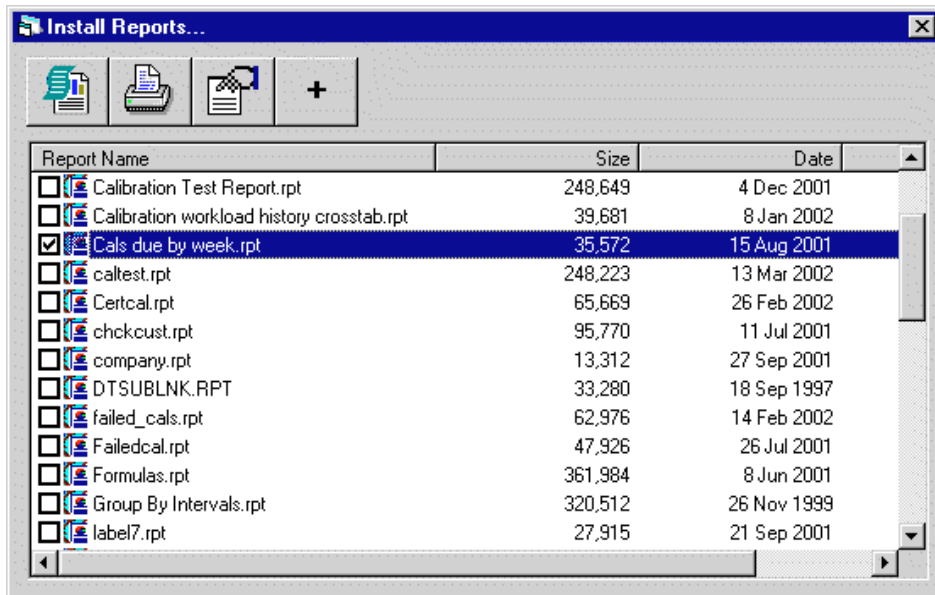 Install Reports...
+
Report Name Size Date
Calibration Test Report.rpt 248,649 4 Dec 2001
Calibration workload history crosstab.rpt 39,681 8 Jan 2002
Cals due by week.rpt 35,572 15 Aug 2001
caltest.rpt 248,223 13 Mar 2002
Certcal.rpt 65,669 26 Feb 2002
chckcust.rpt 95,770 11 Jul 2001
company.rpt 13,312 27 Sep 2001
DTSUBLNK.RPT 33,280 18 Sep 1997
failed_cals.rpt 62,976 14 Feb 2002
Failedcal.rpt 47,926 26 Jul 2001
Formulas.rpt 361,984 8 Jun 2001
Group By Intervals.rpt 320,512 26 Nov 1999
label7.rpt 27,915 21 Sep 2001